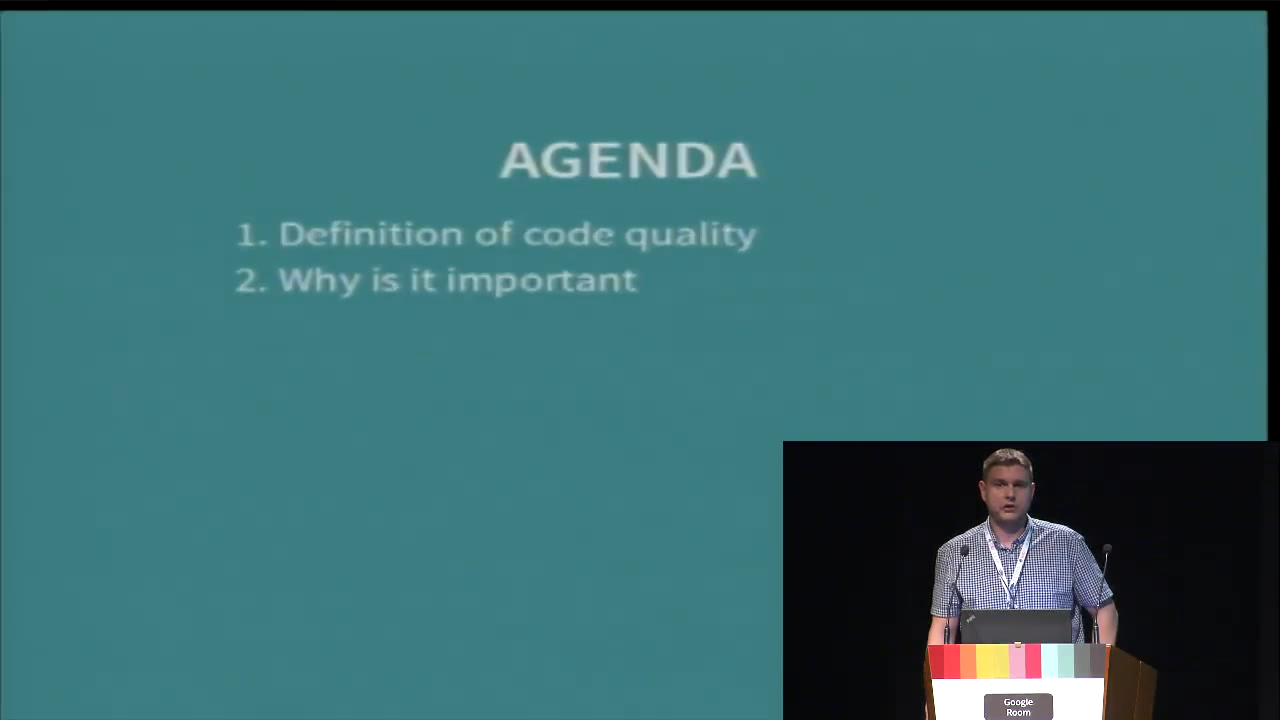 AGENDA
1. Definition of code quality
2. Why is it important
Google
Room